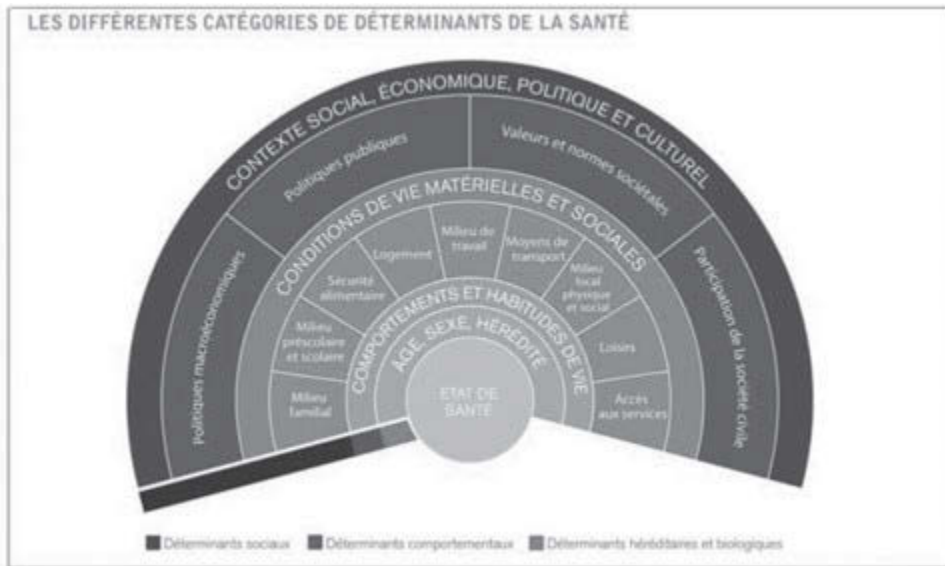 LES DIFFÉRENTES CATÉGORIES DE DÉTERMINANTS DE LA SANTÉ
CONTEXTE SOCIAL, ÉCONOMIQUE, POLITIQUE ET CULTUREL
Politiques macroéconomiques
Politiques publiques
Valeurs et normes sociétales
Participation de la société civile
CONDITIONS DE VIE MATÉRIELLES ET SOCIALES
Milieu
familial
Milieu
préscolaire
et scolaire
Sécurité
alimentaire
Logement
Milieu de
travail
Moyens de
transport
Milieu
local
physique
et social
Loisirs
Accès
aux services
COMPORTEMENTS ET HABITUDES DE VIE
ÂGE, SEXE, HÉRÉDITÉ
ETAT DE
SANTÉ
Déterminants sociaux
Déterminants comportementaux
Déterminants héréditaires et biologiques